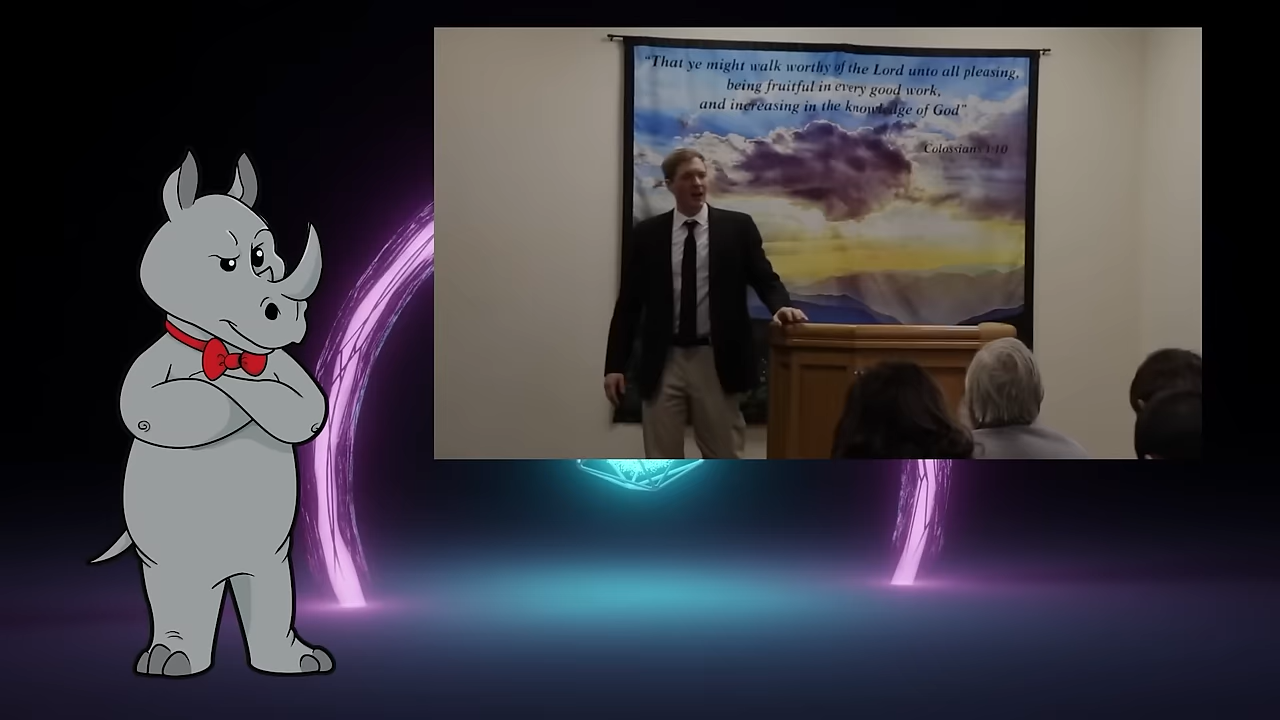 "That ye might walk worthy of the Lord unto all pleasing,
being fruitful in every good work,
and increasing in the knowledge of God"
Colossians 1:10